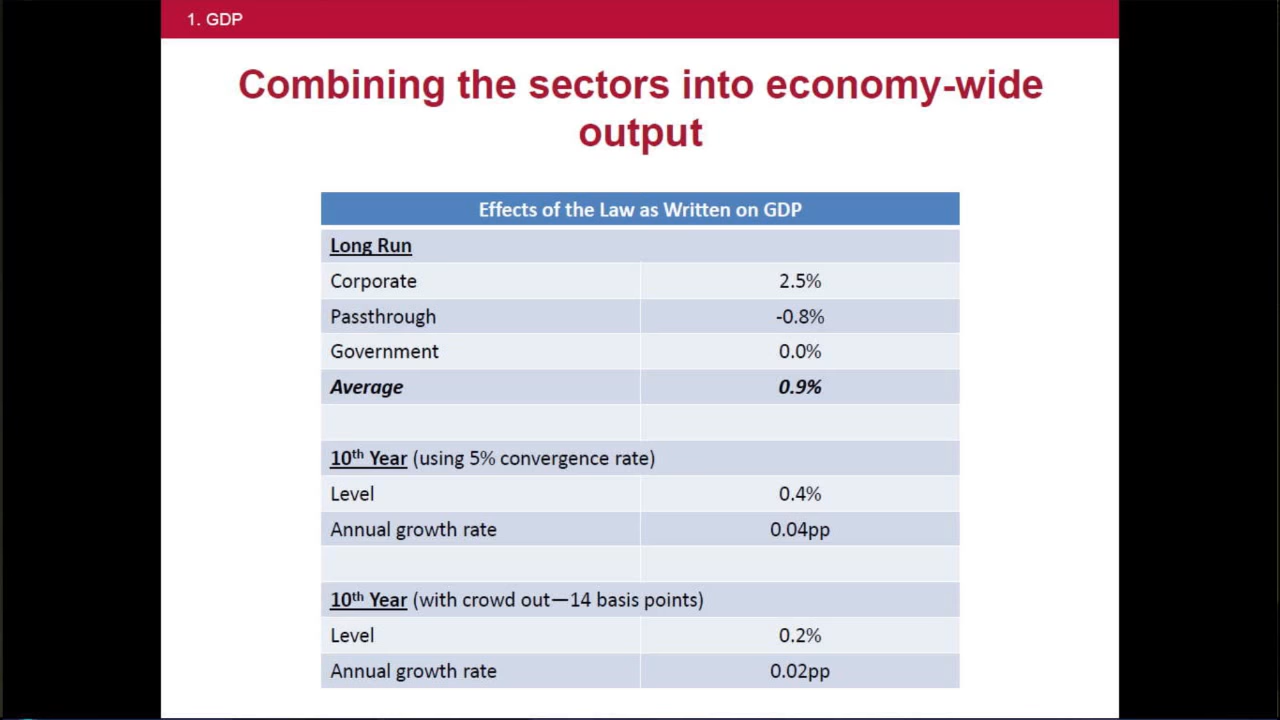 1. GDP
Combining the sectors into economy-wide
output
Effects of the Law as Written on GDP
Long Run
Corporate 2.5%
Passthrough -0.8%
Government 0.0%
Average 0.9%
10th Year (using 5% convergence rate)
Level 0.4%
Annual growth rate 0.04pp
10th Year (with crowd out—14 basis points)
Level 0.2%
Annual growth rate 0.02pp